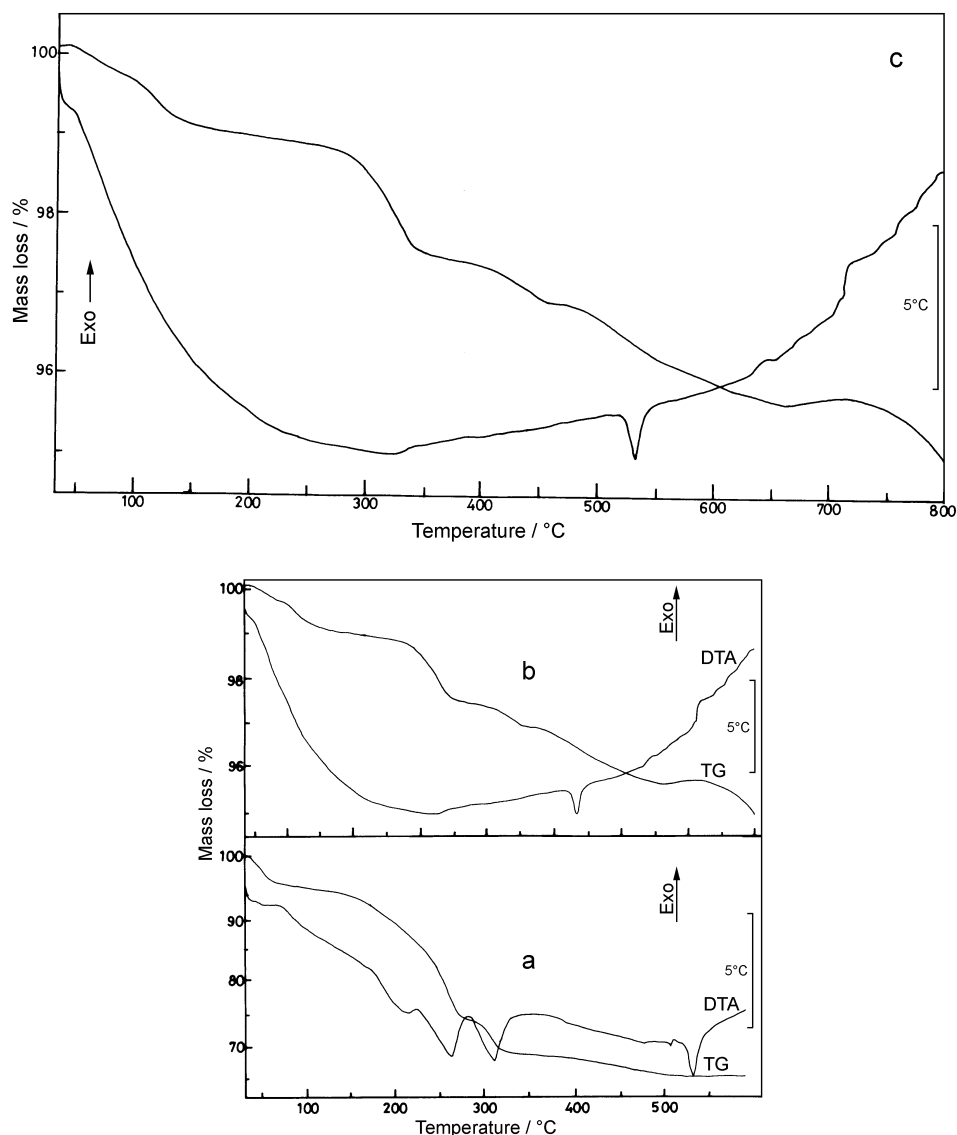 c
100
98
96
Mass loss / %
Exo
5°C
100
200
300
400
500
600
700
800
Temperature / °C
b
100
98
96
Exo
DTA
5°C
TG
Mass loss / %
a
100
90
80
70
Exo
5°C
DTA
TG
100
200
300
400
500
Temperature / °C